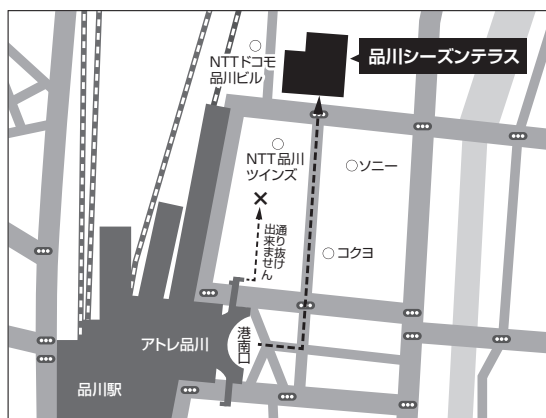 NTTドコモ
品川ビル
品川シーズンテラス
NTT品川
ツインズ
ソニー
通り抜け
出来ません
コクヨ
アトレ品川
港南口
品川駅